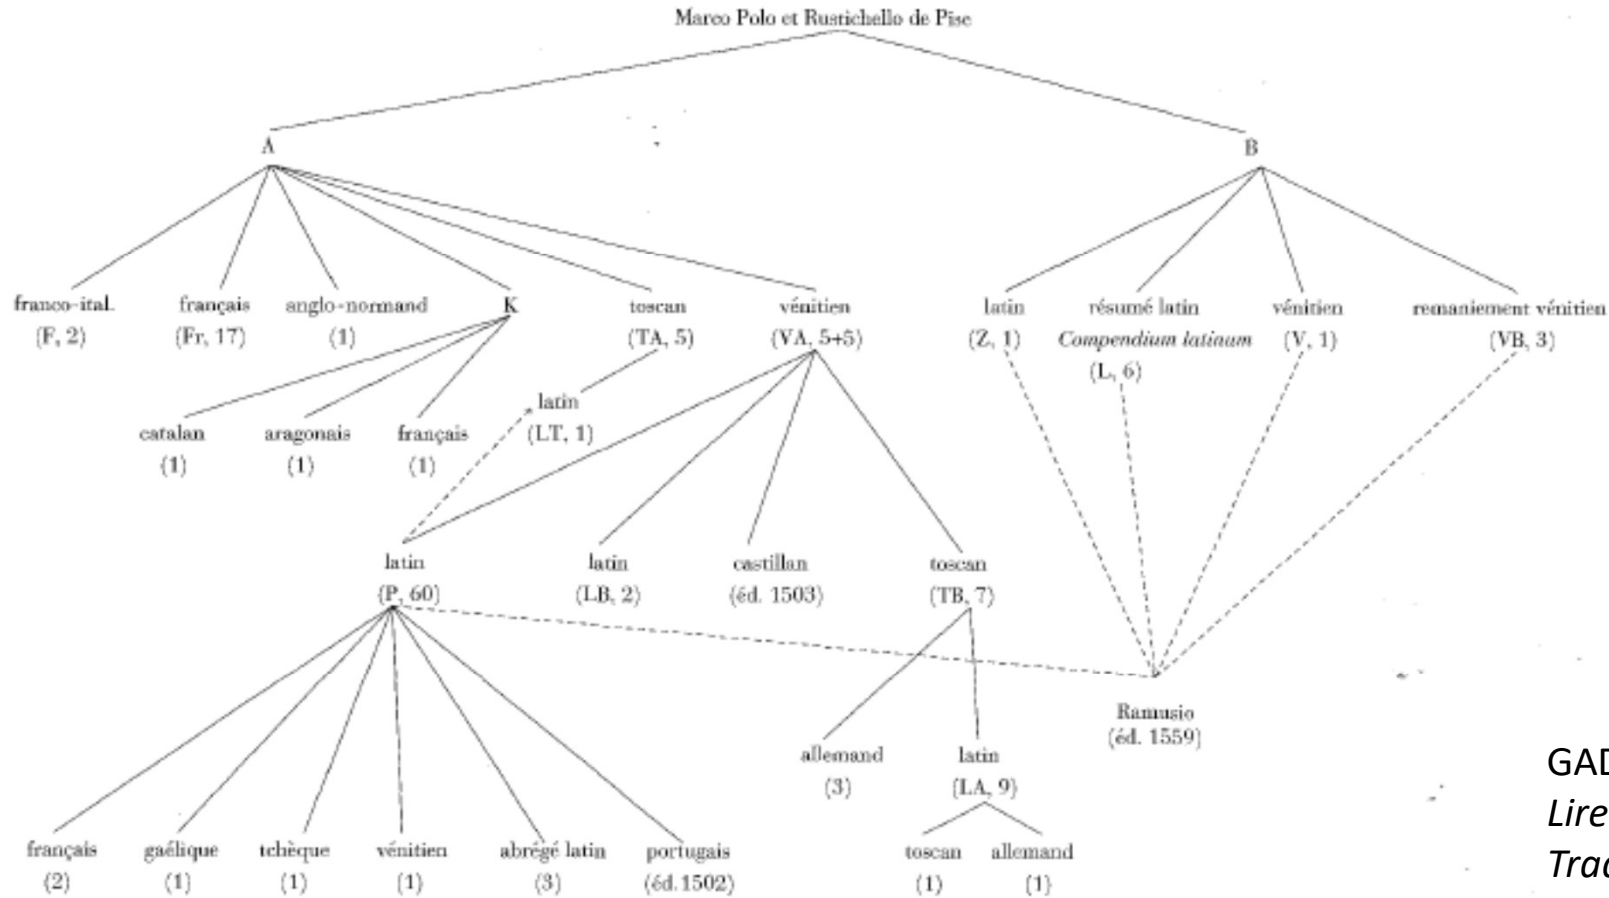 Marco Polo et Rustichello de Pise
A
B
franco-ital.
(F, 2)
français
(Fr, 17)
anglo-normand
(1)
K
toscan
(TA, 5)
vénitien
(VA, 5+5)
latin
(Z, 1)
résumé latin
Compendium latinum
(L, 6)
vénitien
(V, 1)
remaniement vénitien
(VB, 3)
catalan
(1)
aragonais
(1)
français
(1)
latin
(LT, 1)
latin
(P, 60)
latin
(LB, 2)
castillan
(éd. 1503)
toscan
(TB, 7)
Ramusio
(éd. 1559)
allemand
(3)
latin
(LA, 9)
français
(2)
gaélique
(1)
tchèque
(1)
vénitien
(1)
abrégé latin
(3)
portugais
(éd. 1502)
toscan
(1)
allemand
(1)
GAD
Lire
Trad